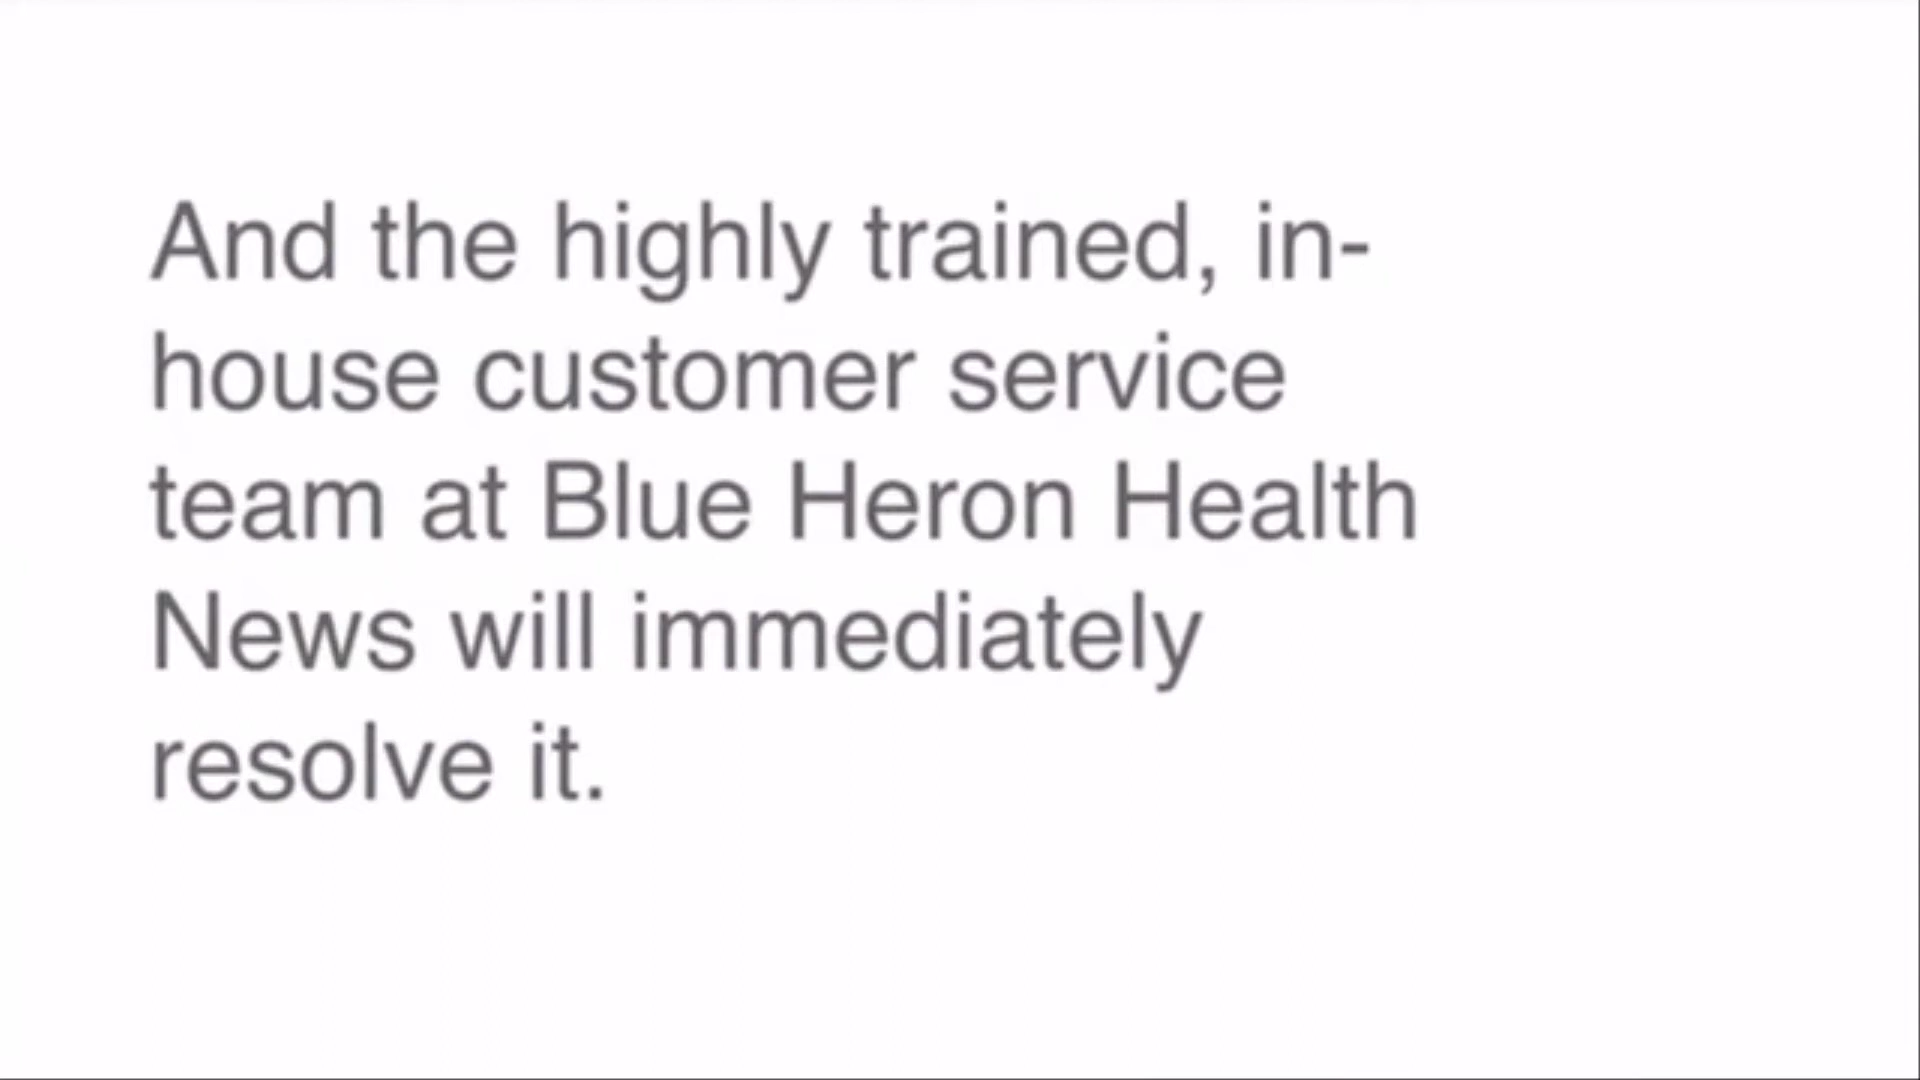 And the highly trained, in-
house customer service
team at Blue Heron Health
News will immediately
resolve it.